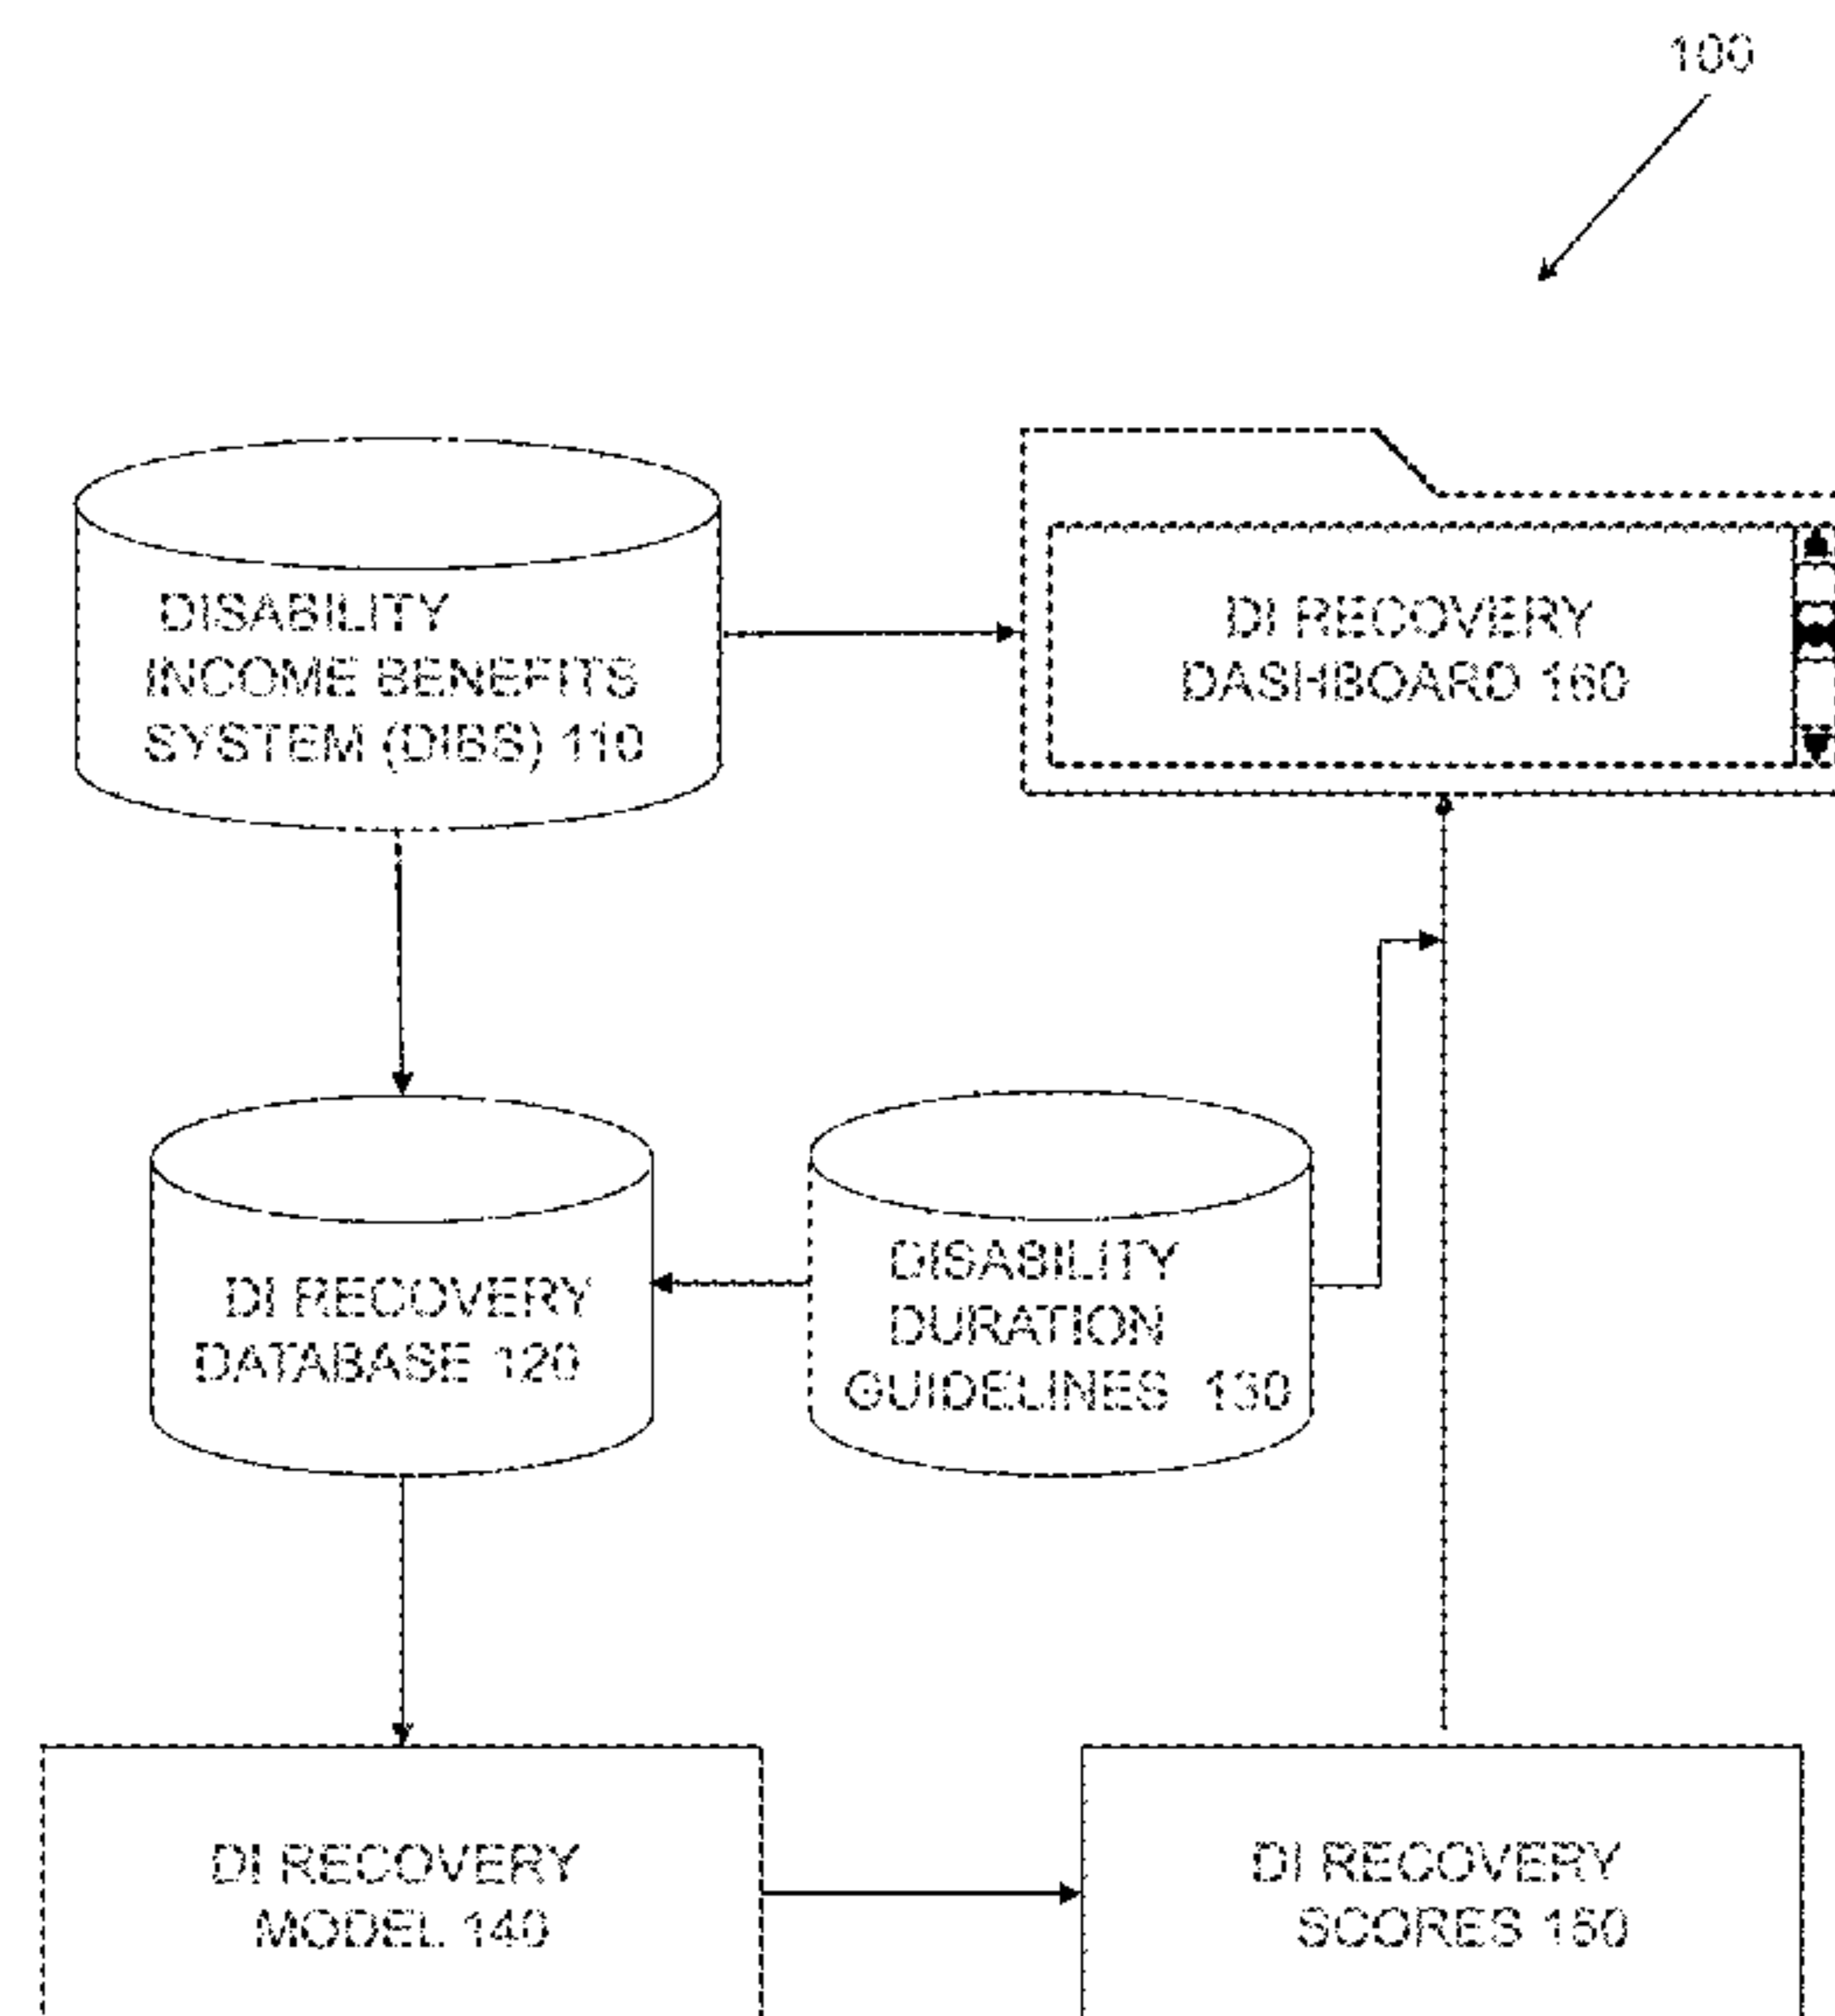 100
DISABILITY
INCOME BENEFITS
SYSTEM (DIBS) 110
DI RECOVERY
DASHBOARD 160
DI RECOVERY
DATABASE 120
DISABILITY
DURATION
GUIDELINES 130
DI RECOVERY
MODEL 140
DI RECOVERY
SCORES 150